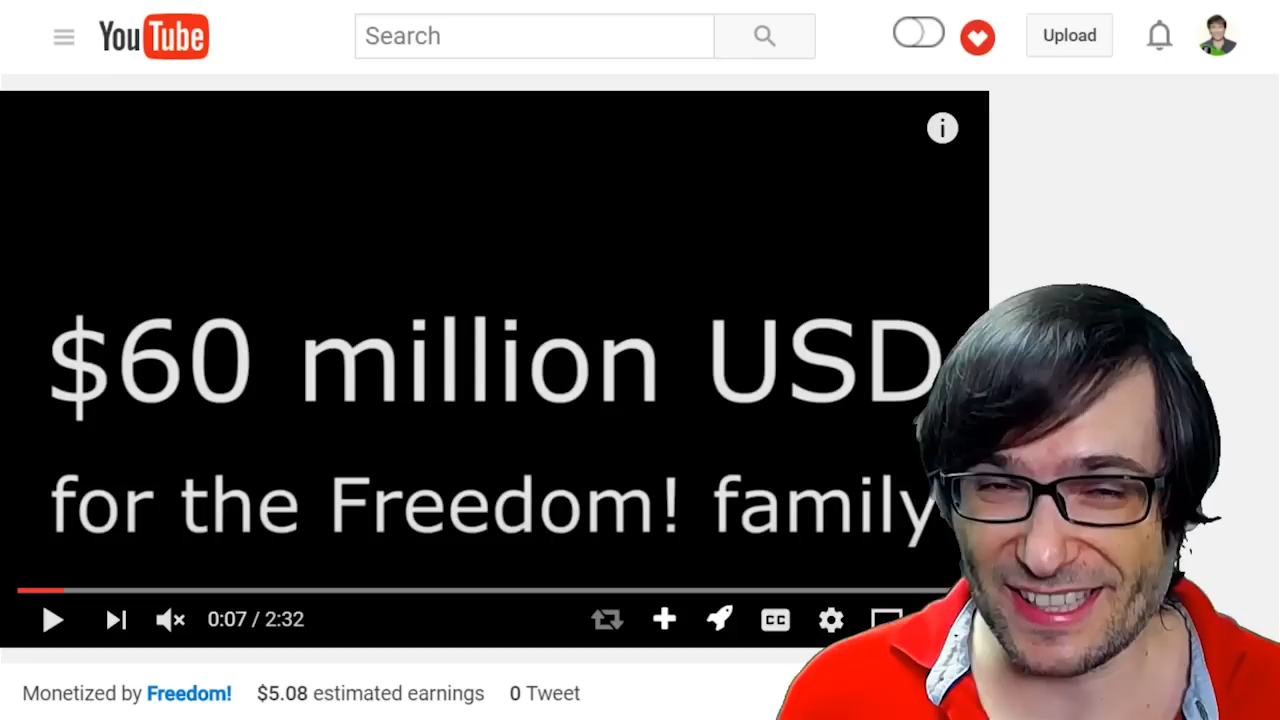 YouTube
Search
Upload
i
$60 million USD
for the Freedom! family
0:07 / 2:32
CC
Monetized by Freedom! $5.08 estimated earnings 0 Tweet